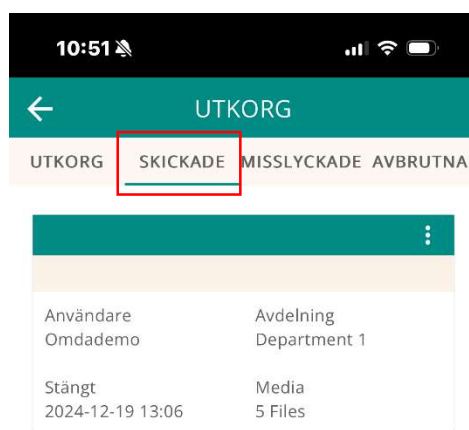 10:51
UTKORG
UTKORG SKICKADE MISSLYCKADE AVBRUTNA
Användare
Omdademo
Avdelning
Department 1
Stängt
2024-12-19 13:06
Media
5 Files